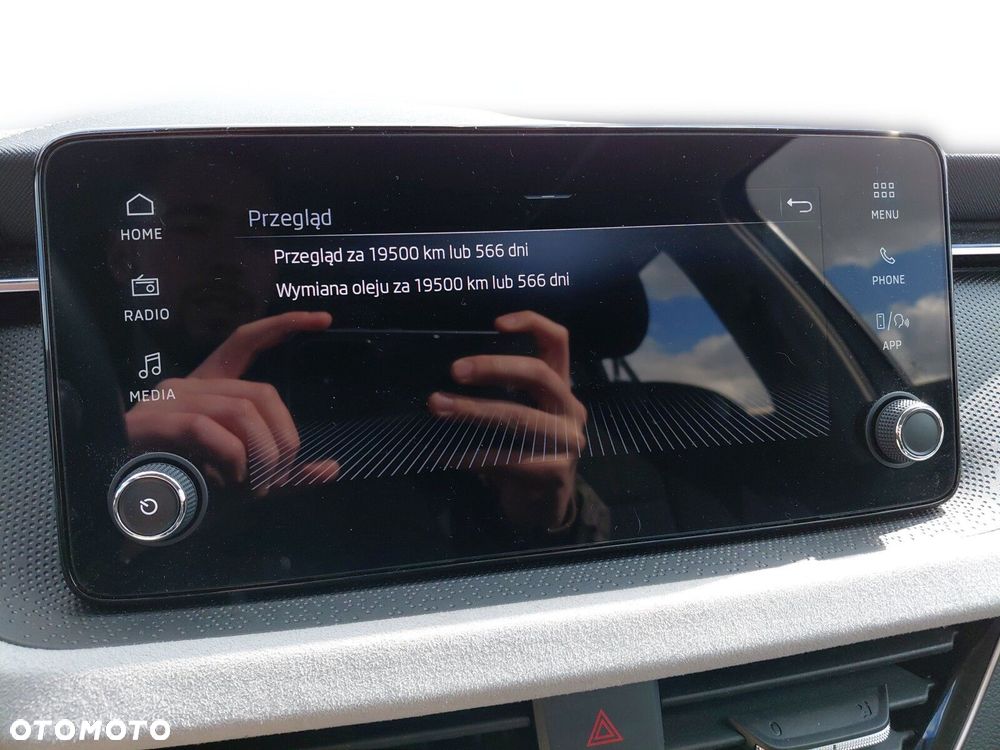 Przegląd
Przegląd za 19500 km lub 566 dni
Wymiana oleju za 19500 km lub 566 dni
HOME
RADIO
MEDIA
MENU
PHONE
APP
OTOMOTO